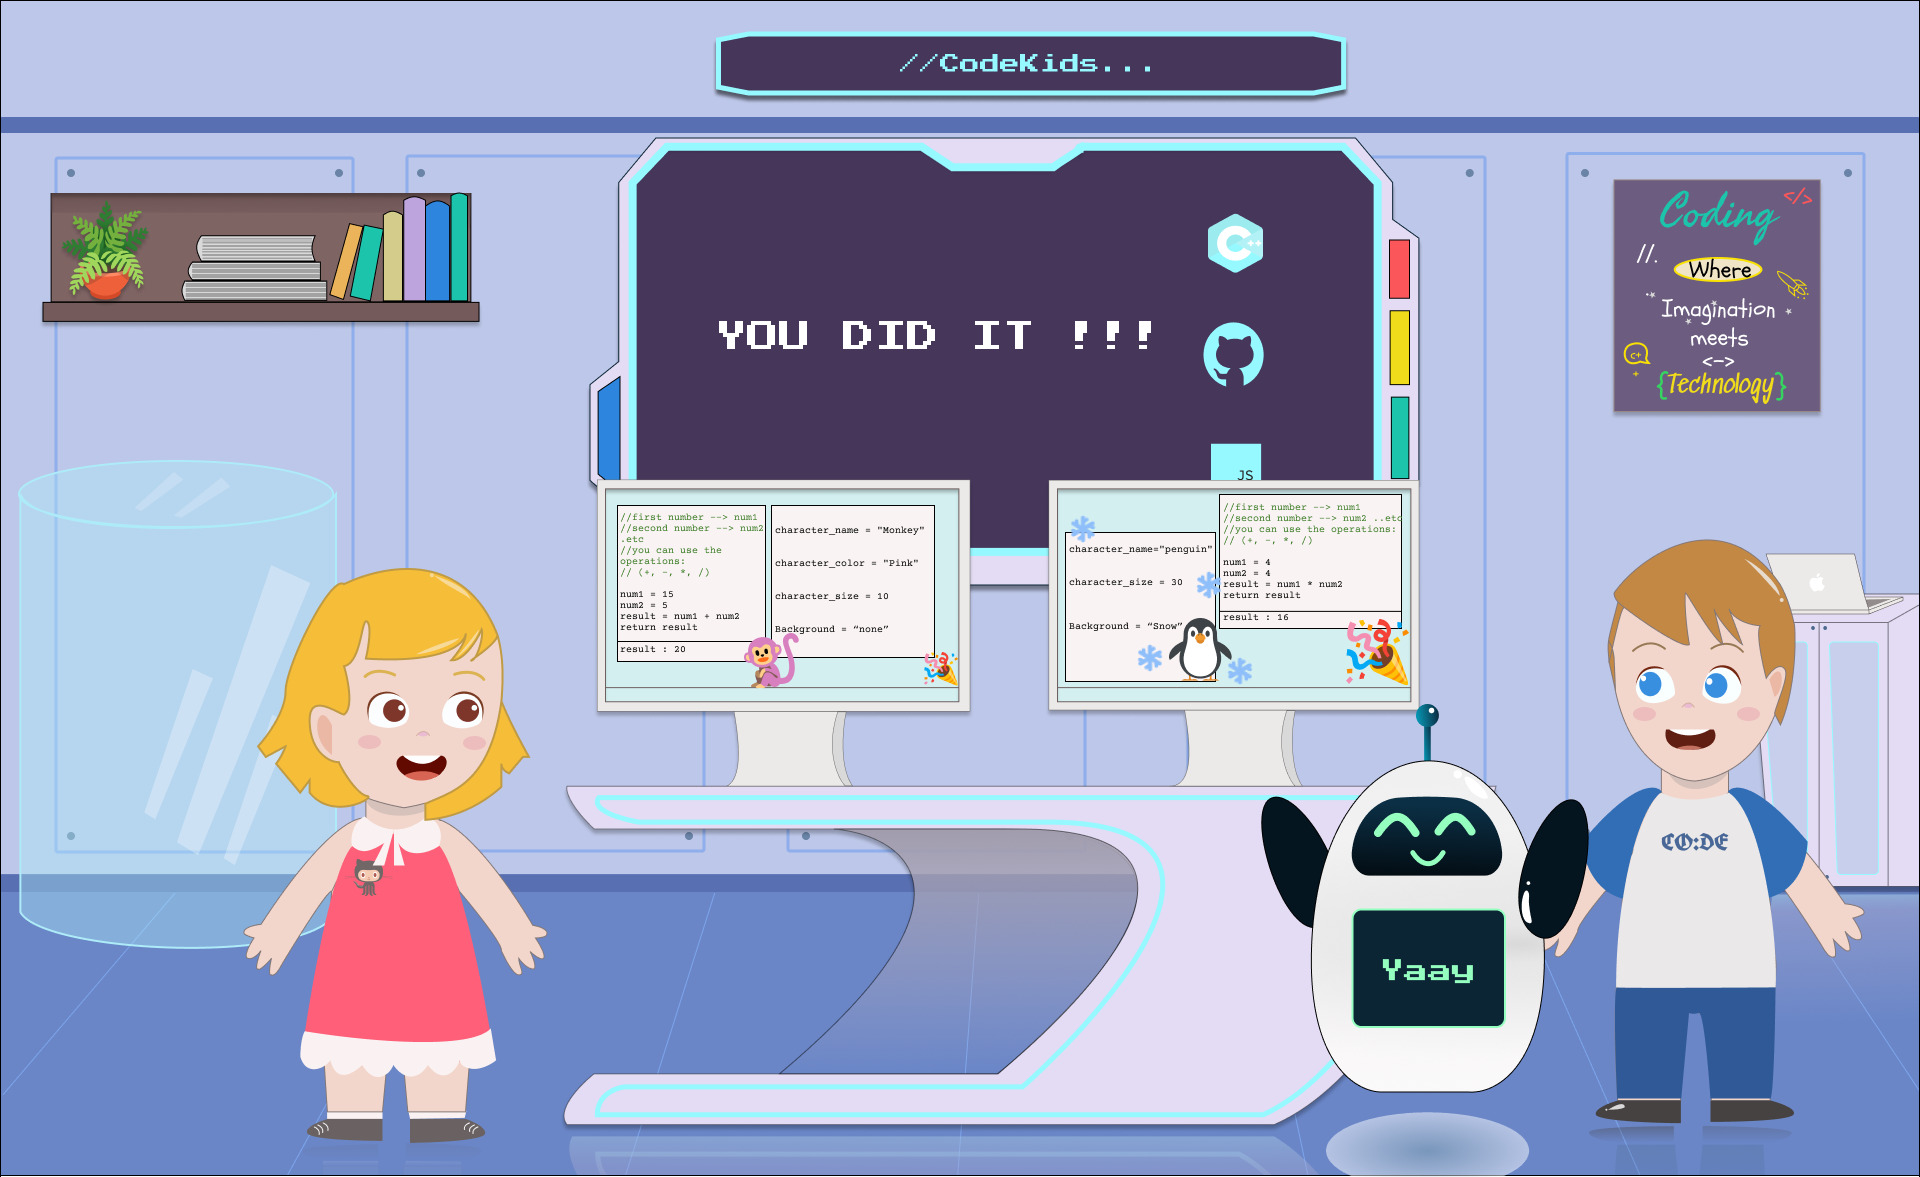 //CodeKids...
YOU DID IT !!!
C++
JS
Coding
</>
//.
Where
Imagination
meets
<->
c+
+
{Technology}
//first number --> num1
//second number --> num2
.etc
//you can use the
operations:
// (+, -, *, /)
num1 = 15
num2 = 5
result = num1 + num2
return result
result : 20
character_name = "Monkey"
character_color = "Pink"
character_size = 10
Background = “none”
character_name="penguin"
character_size = 30
Background = “Snow”
//first number --> num1
//second number --> num2 ..etc
//you can use the operations:
// (+, -, *, /)
num1 = 4
num2 = 4
result = num1 * num2
return result
result : 16
CO:DE
Yaay